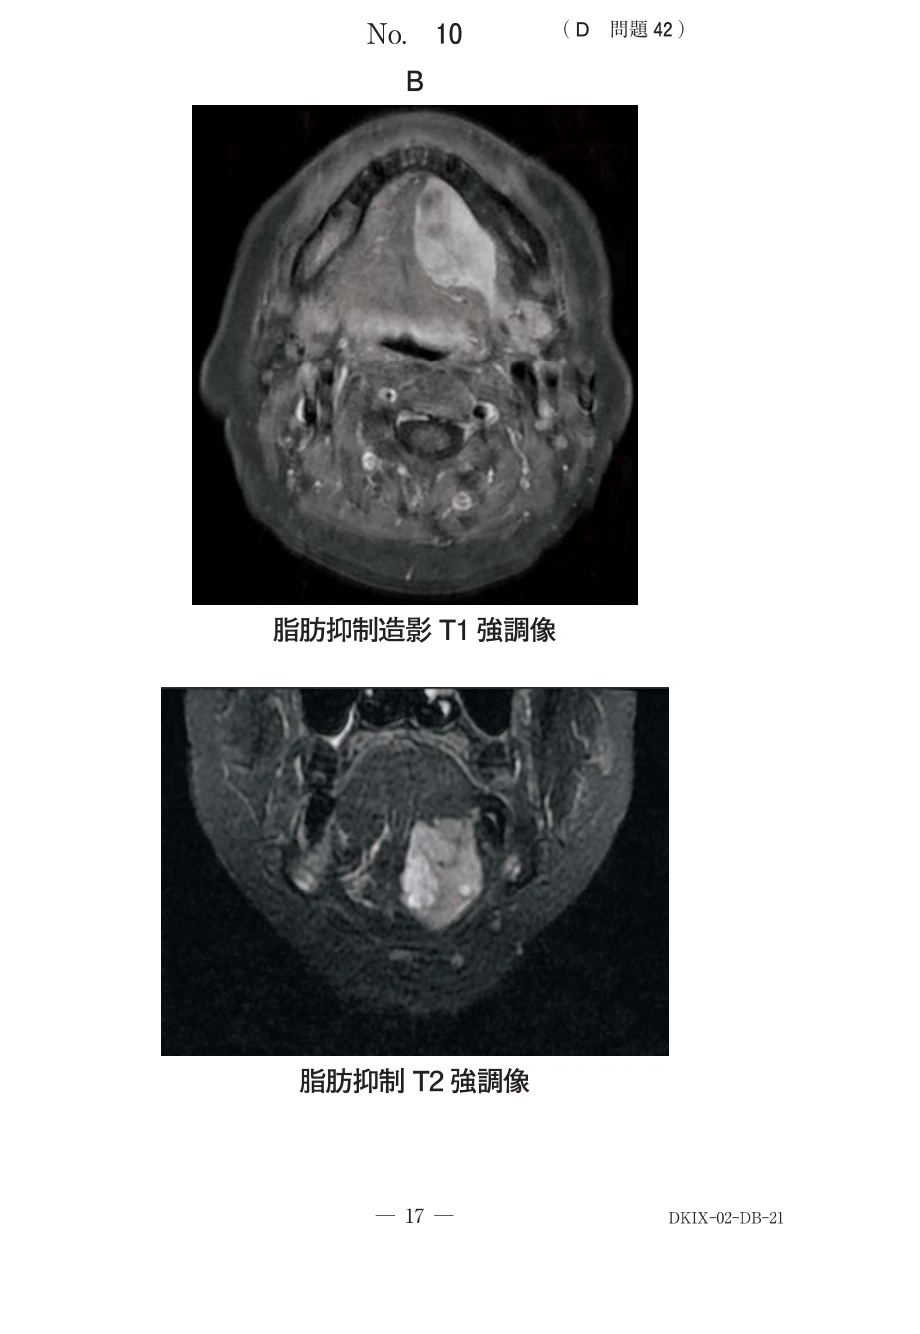 No. 10 （D 問題 42）
B
脂肪抑制造影 T1 強調像
脂肪抑制 T2 強調像
— 17 —
DKIX-02-DB-21